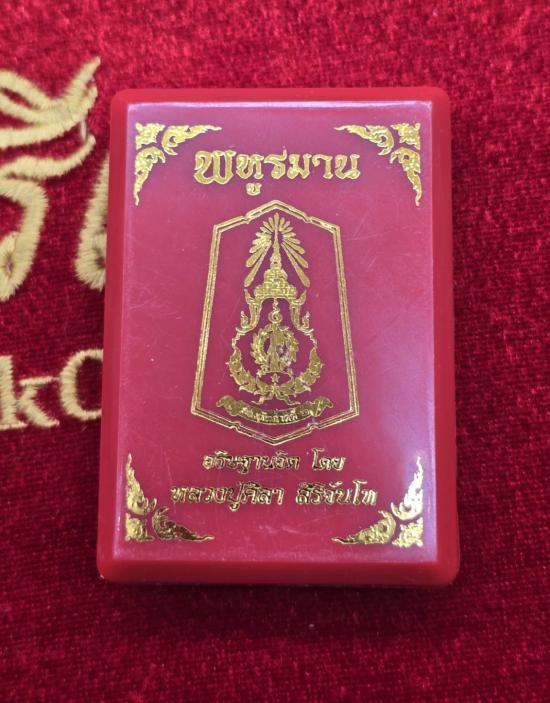 พหูรมาน
อธิษฐานจิต โดย
หลวงปู่ศิลา สิริจันโท